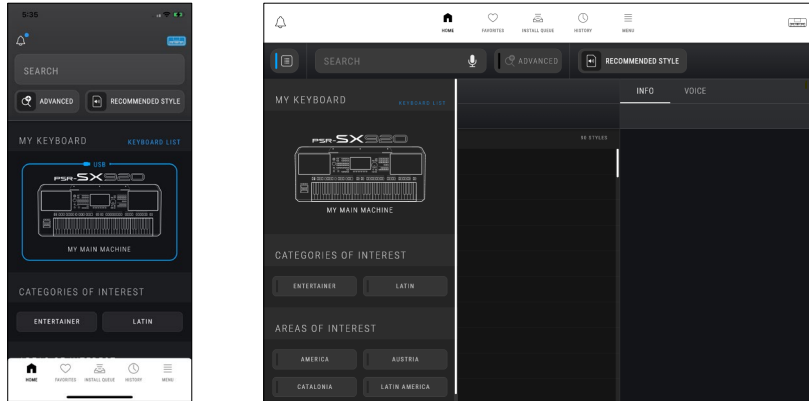 5:35
SEARCH
ADVANCED
RECOMMENDED STYLE
MY KEYBOARD
KEYBOARD LIST
USB
PSR-SX920
MY MAIN MACHINE
CATEGORIES OF INTEREST
ENTERTAINER
LATIN
AREAS OF INTEREST
HOME
FAVORITES
INSTALL QUEUE
HISTORY
MENU
HOME
FAVORITES
INSTALL QUEUE
HISTORY
MENU
SEARCH
ADVANCED
RECOMMENDED STYLE
MY KEYBOARD
KEYBOARD LIST
PSR-SX920
MY MAIN MACHINE
CATEGORIES OF INTEREST
ENTERTAINER
LATIN
AREAS OF INTEREST
AMERICA
AUSTRIA
CATALONIA
LATIN AMERICA
INFO
VOICE